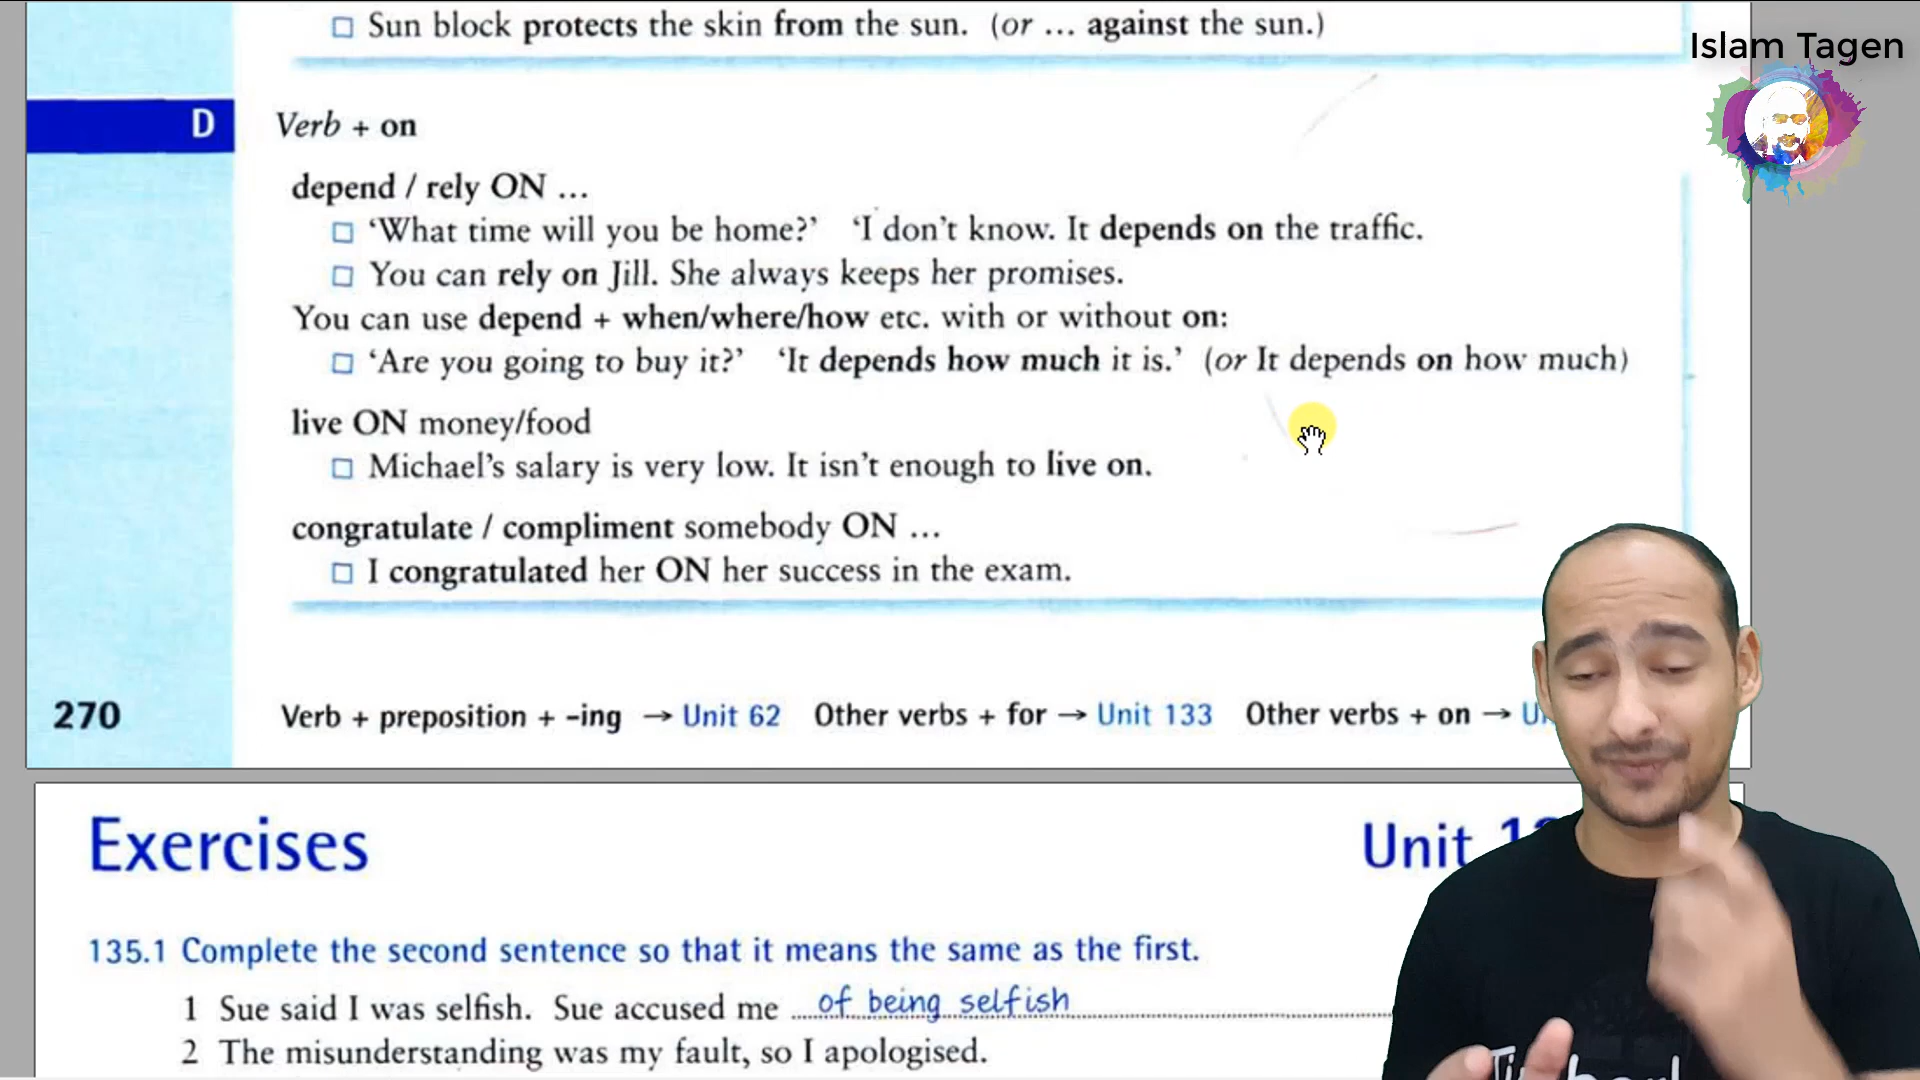 □ Sun block protects the skin from the sun. (or ... against the sun.)
Islam Tagen
D
Verb + on
depend / rely ON ...
□ ‘What time will you be home?’ ‘I don’t know. It depends on the traffic.
□ You can rely on Jill. She always keeps her promises.
You can use depend + when/where/how etc. with or without on:
□ ‘Are you going to buy it?’ ‘It depends how much it is.’ (or It depends on how much)
live ON money/food
□ Michael’s salary is very low. It isn’t enough to live on.
congratulate / compliment somebody ON ...
□ I congratulated her ON her success in the exam.
270
Verb + preposition + –ing → Unit 62 Other verbs + for → Unit 133 Other verbs + on →
Exercises
Unit
135.1 Complete the second sentence so that it means the same as the first.
1 Sue said I was selfish. Sue accused me of being selfish
2 The misunderstanding was my fault, so I apologised.